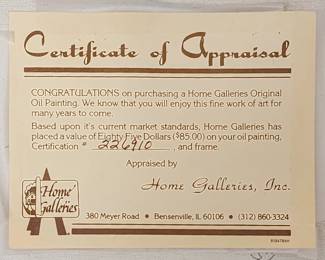 Certificate of Appraisal
CONGRATULATIONS on purchasing a Home Galleries Original
Oil Painting. We know that you will enjoy this fine work of art for
many years to come.
Based upon it's current market standards, Home Galleries has
placed a value of Eighty Five Dollars ($85.00) on your oil painting,
Certification # 226910, and frame.
Appraised by
Home Galleries, Inc.
Home
Galleries
380 Meyer Road • Bensenville, IL 60106 • (312) 860-3324